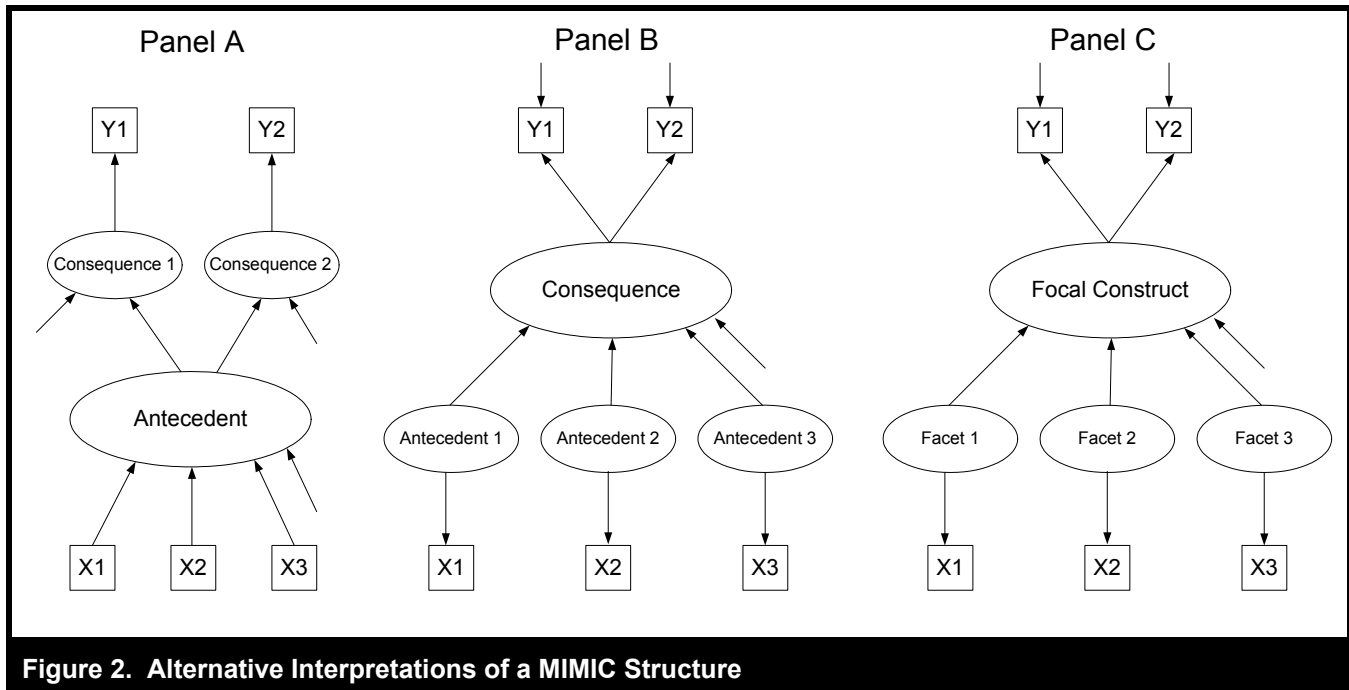 Panel A
Panel B
Panel C
Y1
Y2
Y1
Y2
Y1
Y2
Consequence 1
Consequence 2
Consequence
Focal Construct
Antecedent
Antecedent 1
Antecedent 2
Antecedent 3
Facet 1
Facet 2
Facet 3
X1
X2
X3
X1
X2
X3
X1
X2
X3
Figure 2. Alternative Interpretations of a MIMIC Structure